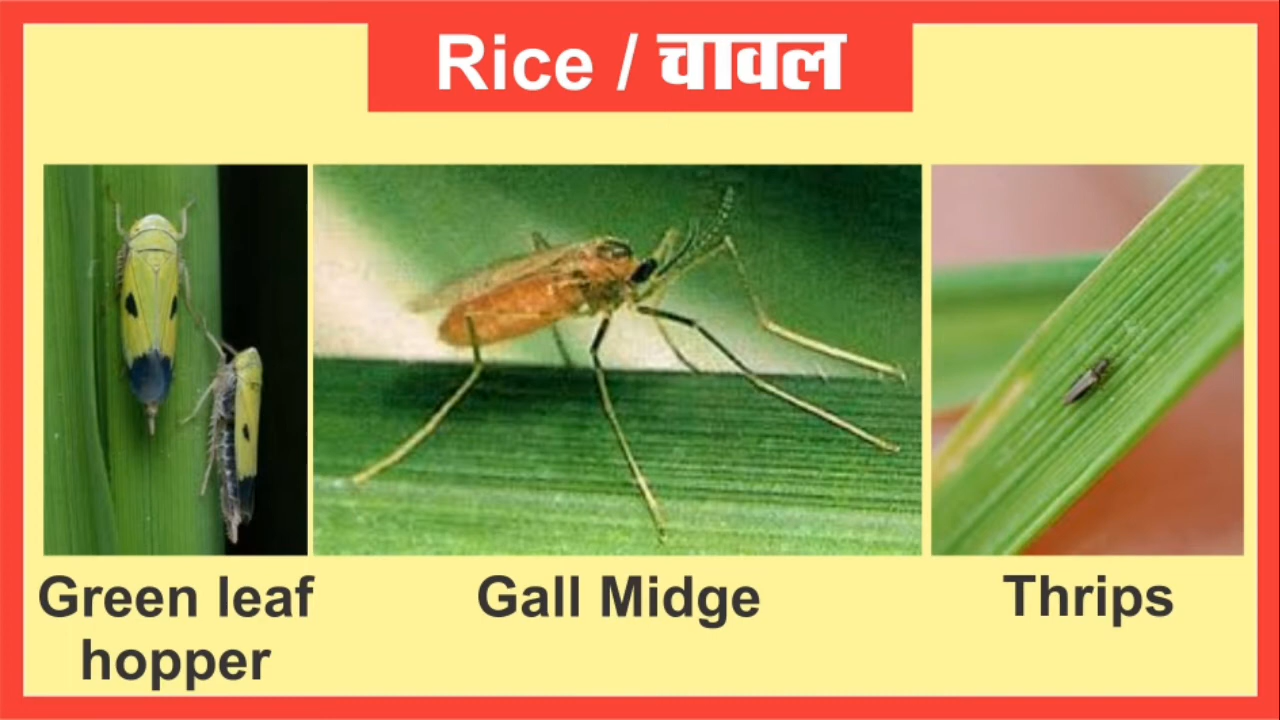 Rice / चावल
Green leaf
hopper
Gall Midge
Thrips